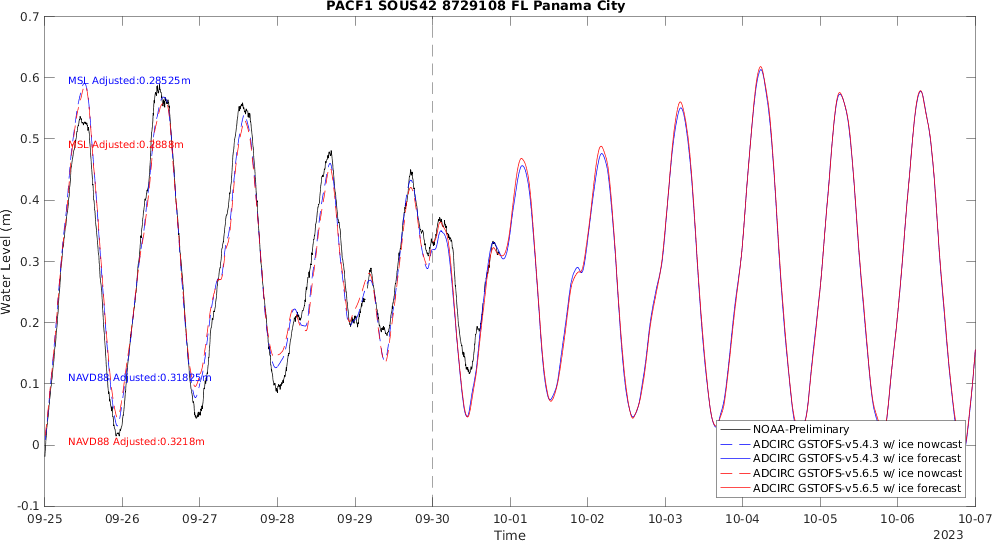 PACF1 SOUS42 8729108 FL Panama City
0.7
0.6
0.5
0.4
0.3
0.2
0.1
0
-0.1
Water Level (m)
MSL Adjusted:0.28525m
MSL Adjusted:0.2888m
NAVD88 Adjusted:0.31825m
NAVD88 Adjusted:0.3218m
NOAA-Preliminary
ADCIRC GSTOFS-v5.4.3 w/ ice nowcast
ADCIRC GSTOFS-v5.4.3 w/ ice forecast
ADCIRC GSTOFS-v5.6.5 w/ ice nowcast
ADCIRC GSTOFS-v5.6.5 w/ ice forecast
09-25 09-26 09-27 09-28 09-29 09-30 10-01 10-02 10-03 10-04 10-05 10-06 10-07
Time
2023